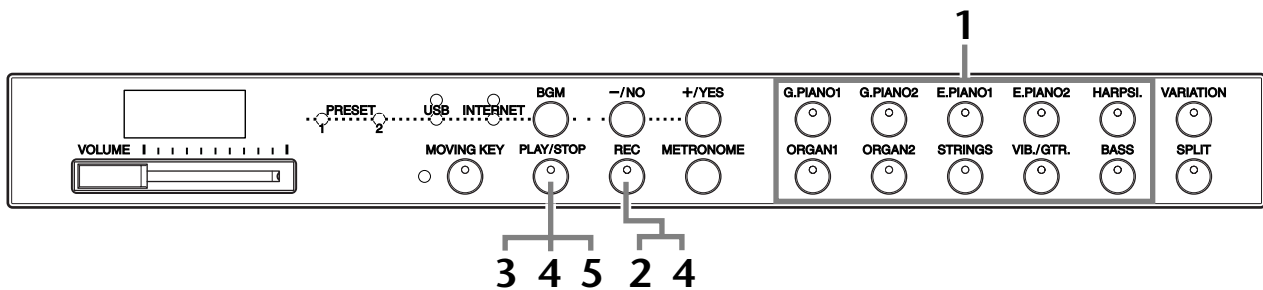 1
BGM −/NO +/YES G.PIANO1 G.PIANO2 E.PIANO1 E.PIANO2 HARPSI. VARIATION
PRESET USB INTERNET
1 2
VOLUME MOVING KEY PLAY/STOP REC METRONOME ORGAN1 ORGAN2 STRINGS VIB./GTR. BASS SPLIT
3 4 5 2 4